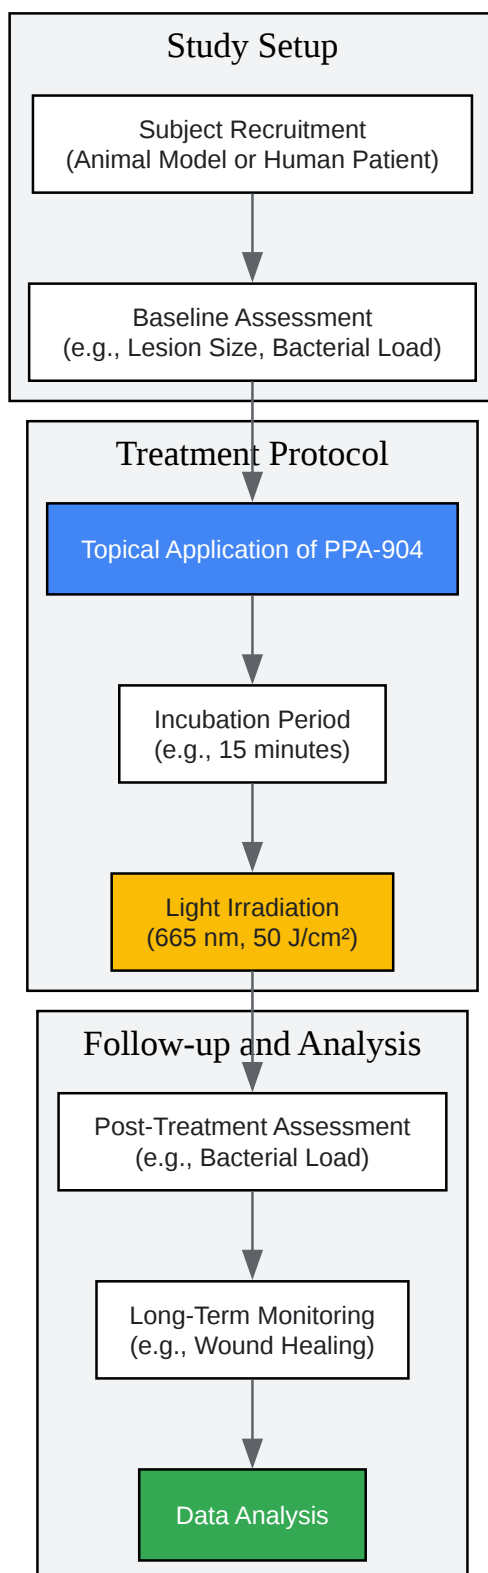 Study Setup
Subject Recruitment
(Animal Model or Human Patient)
Baseline Assessment
(e.g., Lesion Size, Bacterial Load)
Treatment Protocol
Topical Application of PPA-904
Incubation Period
(e.g., 15 minutes)
Light Irradiation
(665 nm, 50 J/cm²)
Follow-up and Analysis
Post-Treatment Assessment
(e.g., Bacterial Load)
Long-Term Monitoring
(e.g., Wound Healing)
Data Analysis